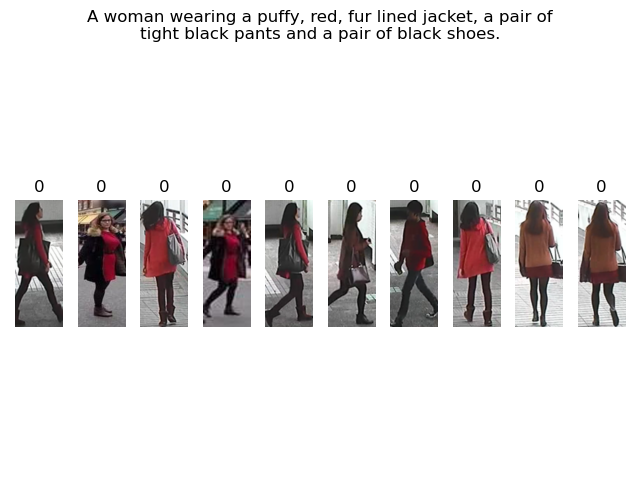 A woman wearing a puffy, red, fur lined jacket, a pair of
tight black pants and a pair of black shoes.
0 0 0 0 0 0 0 0 0 0